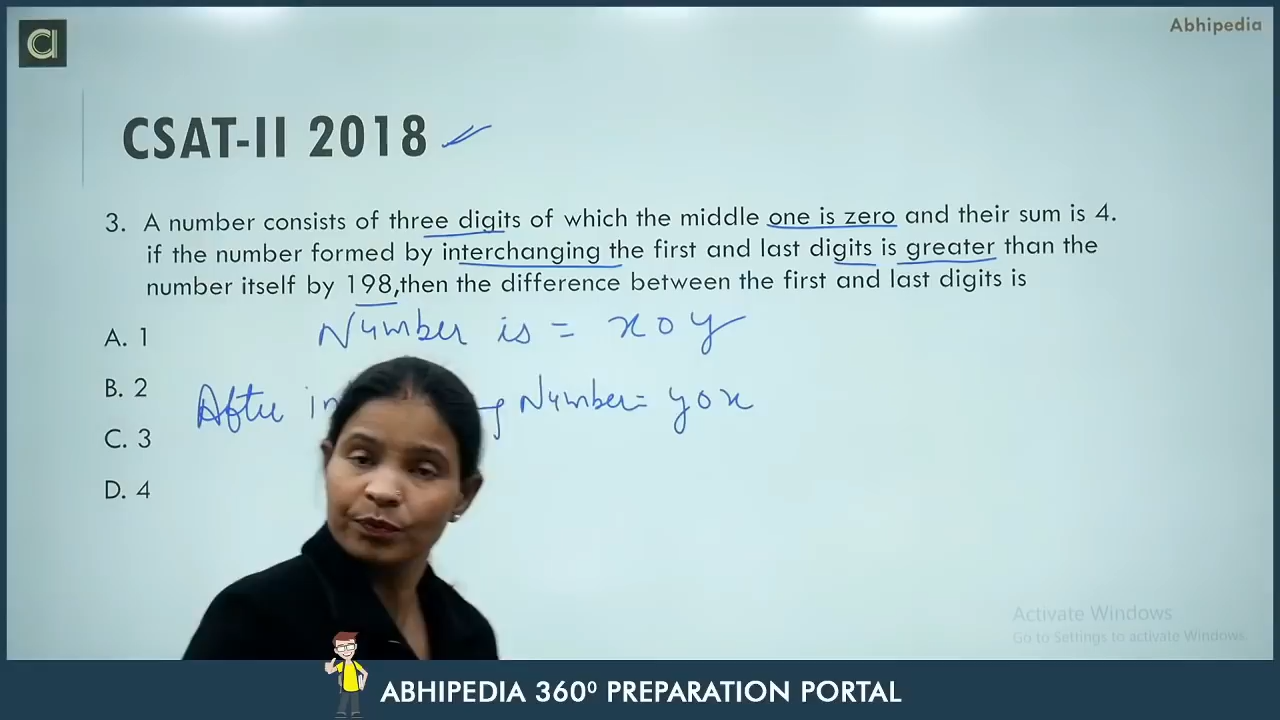 Abhipedia
CSAT-II 2018
3. A number consists of three digits of which the middle one is zero and their sum is 4.
if the number formed by interchanging the first and last digits is greater than the
number itself by 198,then the difference between the first and last digits is
A. 1
Number is = x0y
B. 2
After Number= y0x
C. 3
D. 4
Activate Windows
Go to Settings to activate Windows.
ABHIPEDIA 360⁰ PREPARATION PORTAL